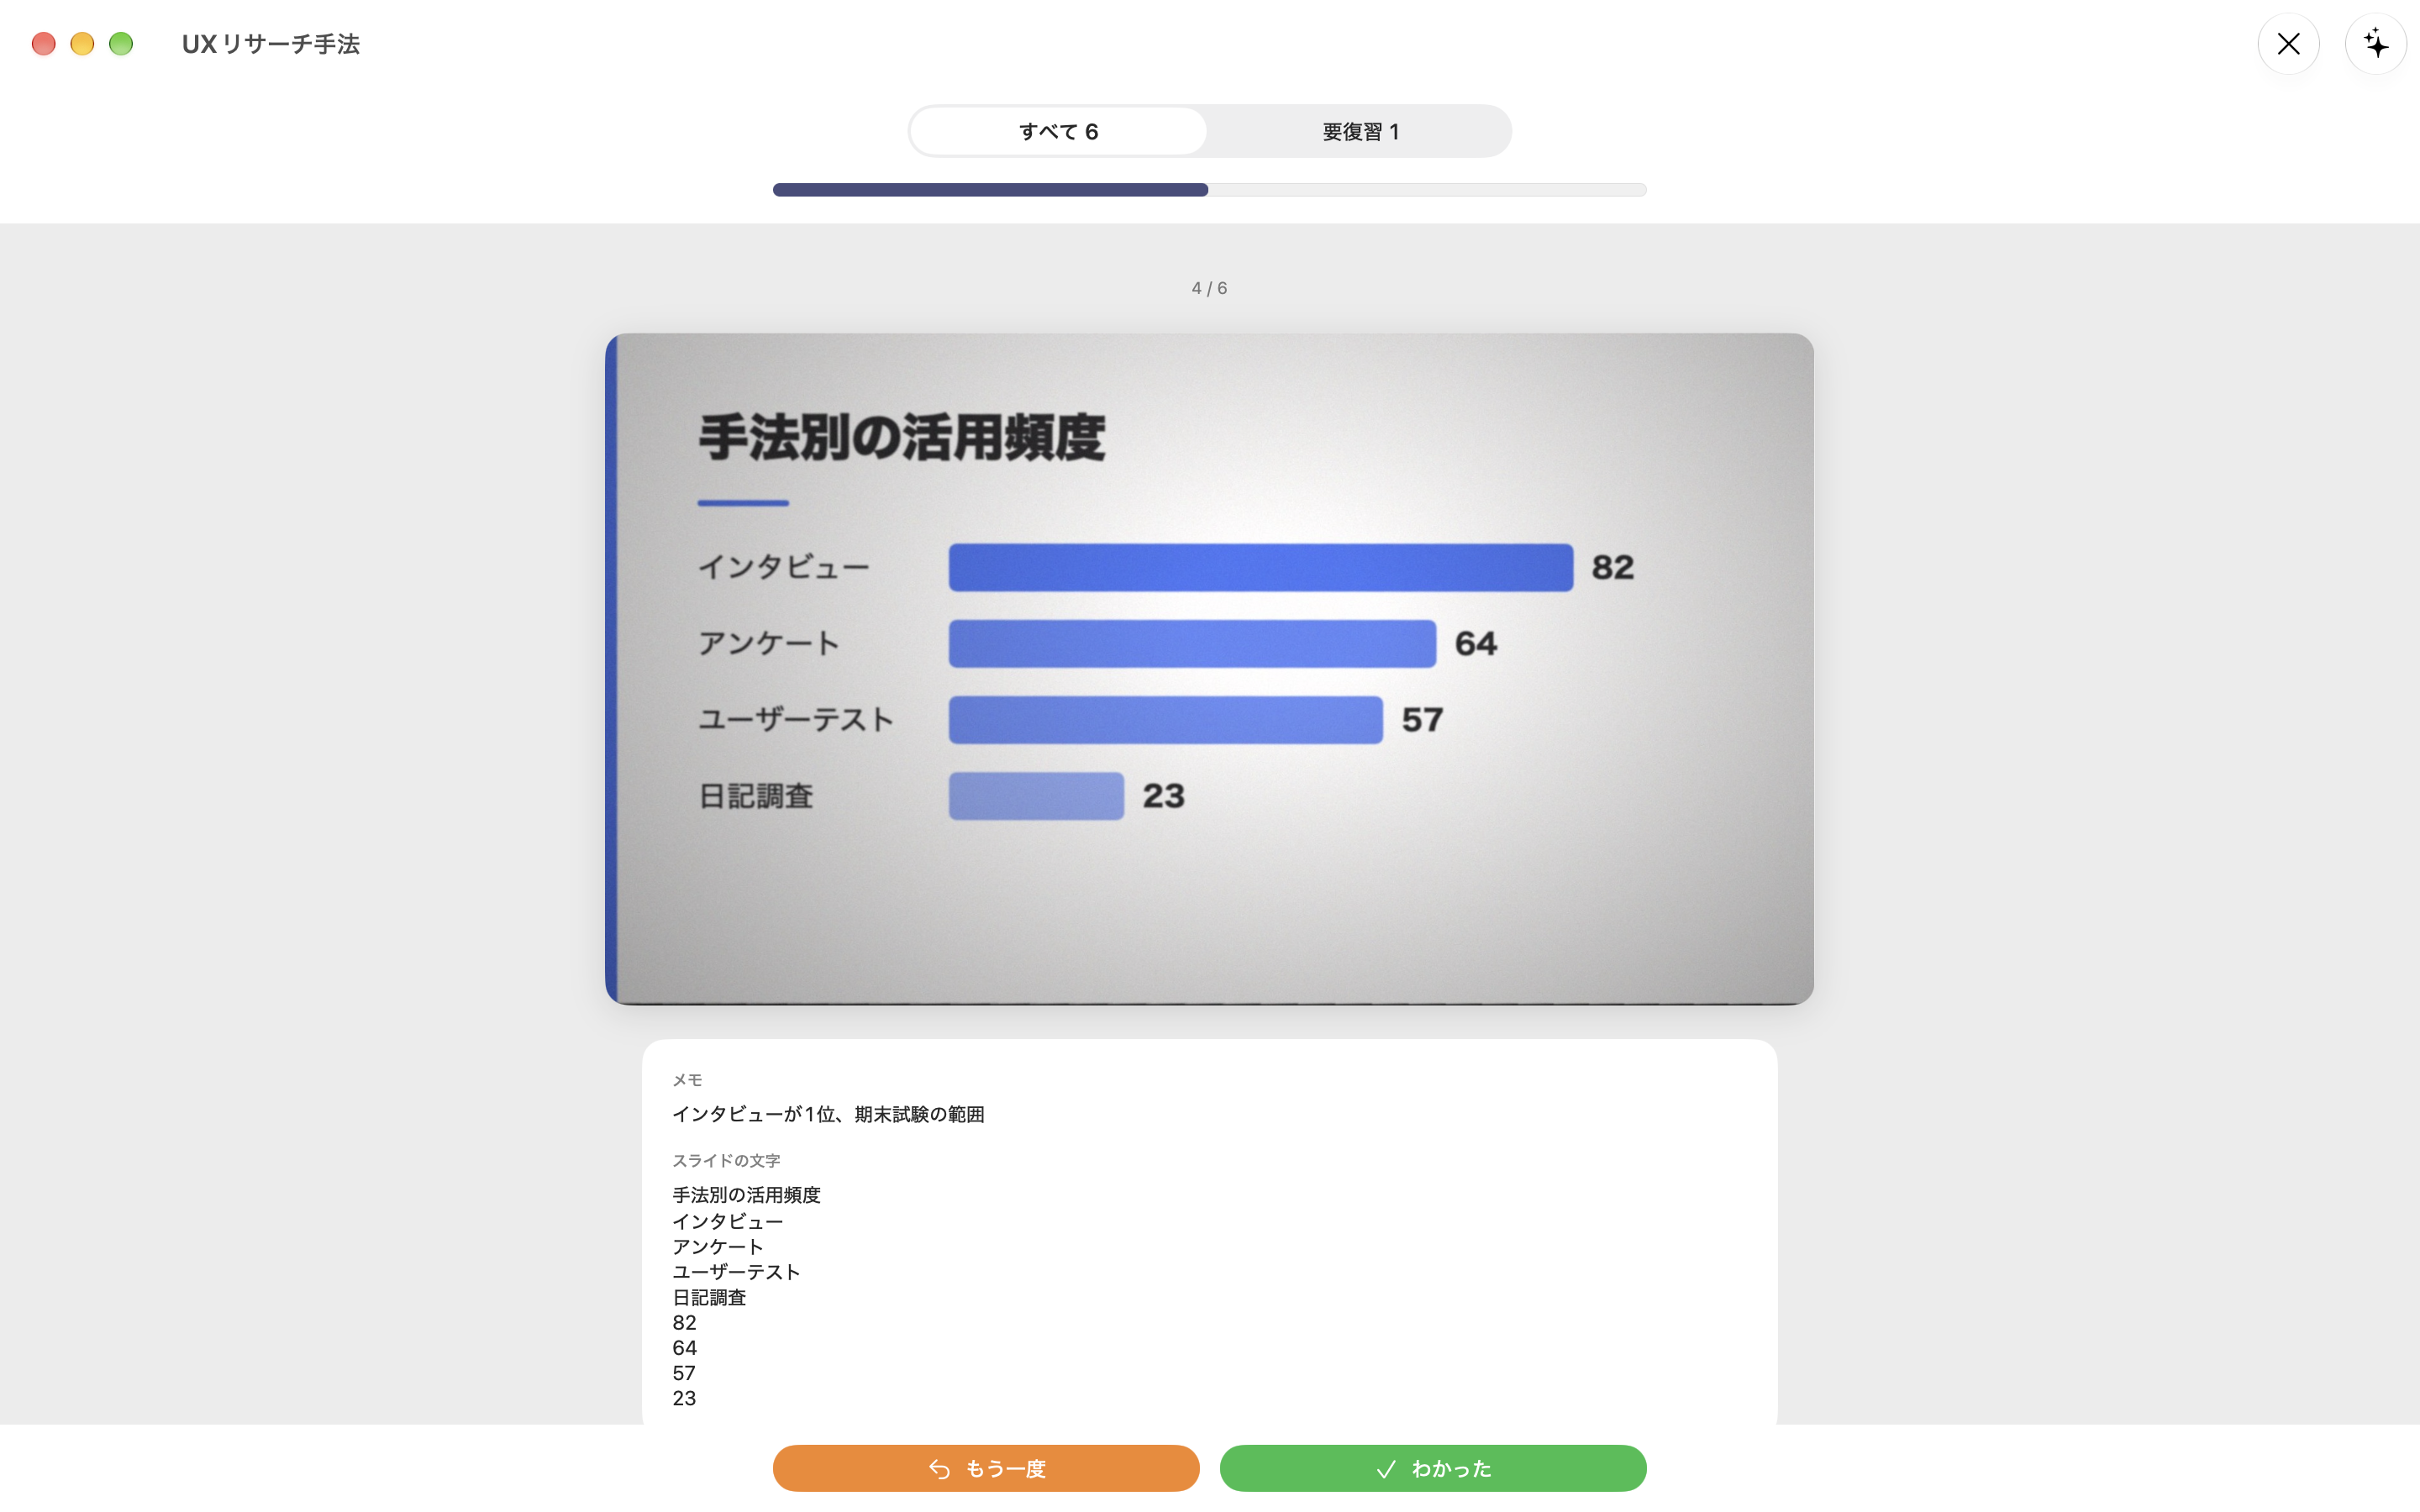 UX リサーチ手法
すべて 6
要復習 1
4 / 6
手法別の活用頻度
インタビュー 82
アンケート 64
ユーザーテスト 57
日記調査 23
メモ
インタビューが1位、期末試験の範囲
スライドの文字
手法別の活用頻度
インタビュー
アンケート
ユーザーテスト
日記調査
82
64
57
23
もう一度
わかった